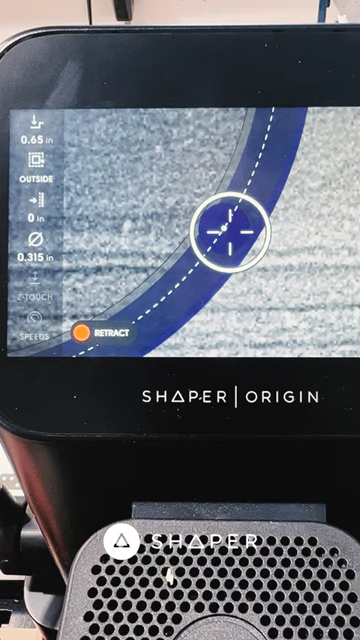 0.65 in
OUTSIDE
0 in
0.315 in
Z-TOUCH
SPEEDS
RETRACT
SHAPER | ORIGIN
SHAPER